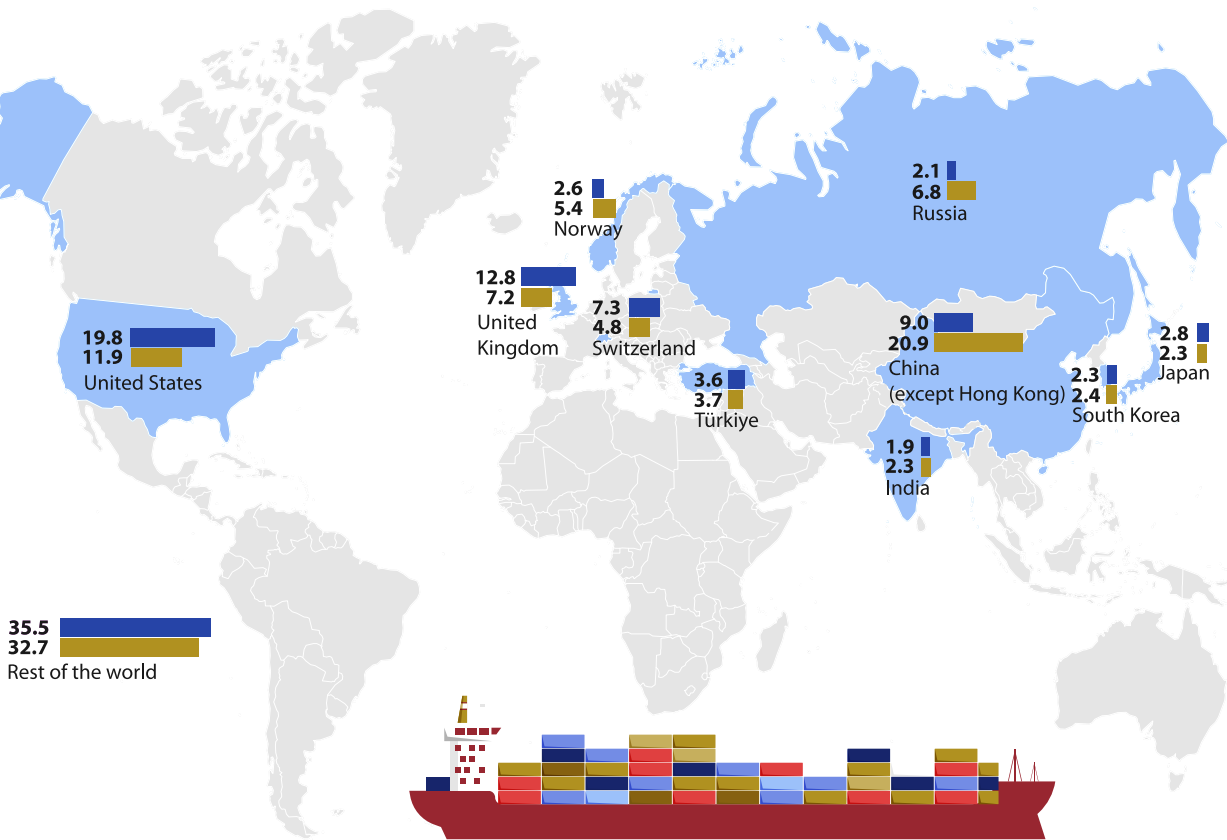 2.6
5.4
Norway
2.1
6.8
Russia
12.8
7.2
United
Kingdom
7.3
4.8
Switzerland
19.8
11.9
United States
3.6
3.7
Türkiye
9.0
20.9
China
(except Hong Kong)
2.8
2.3
Japan
2.3
2.4
South Korea
1.9
2.3
India
35.5
32.7
Rest of the world